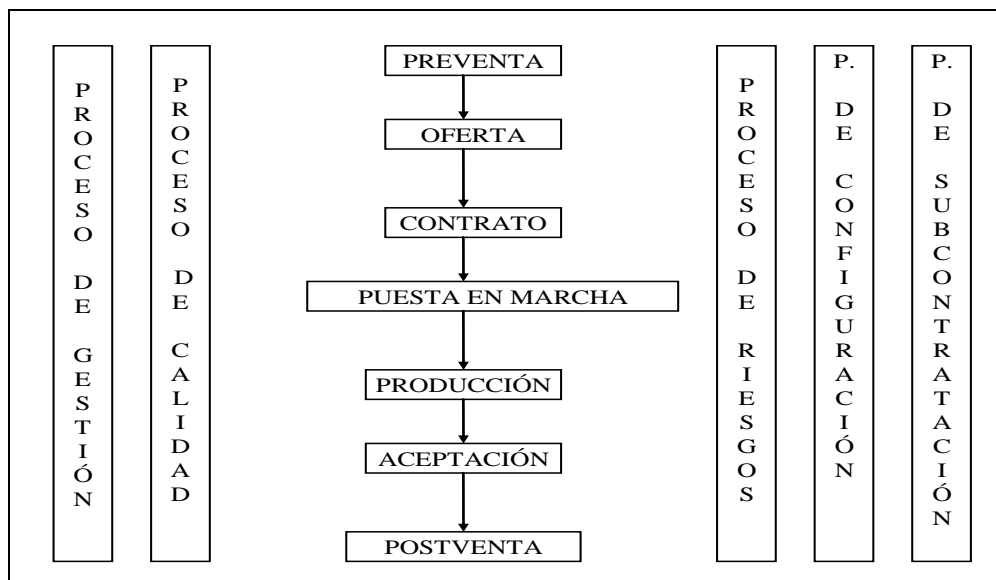 PROCESO DE GESTIÓN
PROCESO DE CALIDAD
PREVENTA
OFERTA
CONTRATO
PUESTA EN MARCHA
PRODUCCIÓN
ACEPTACIÓN
POSTVENTA
PROCESO DE RIESGOS
P. DE CONFIGURACIÓN
P. DE SUBCONTRATACIÓN